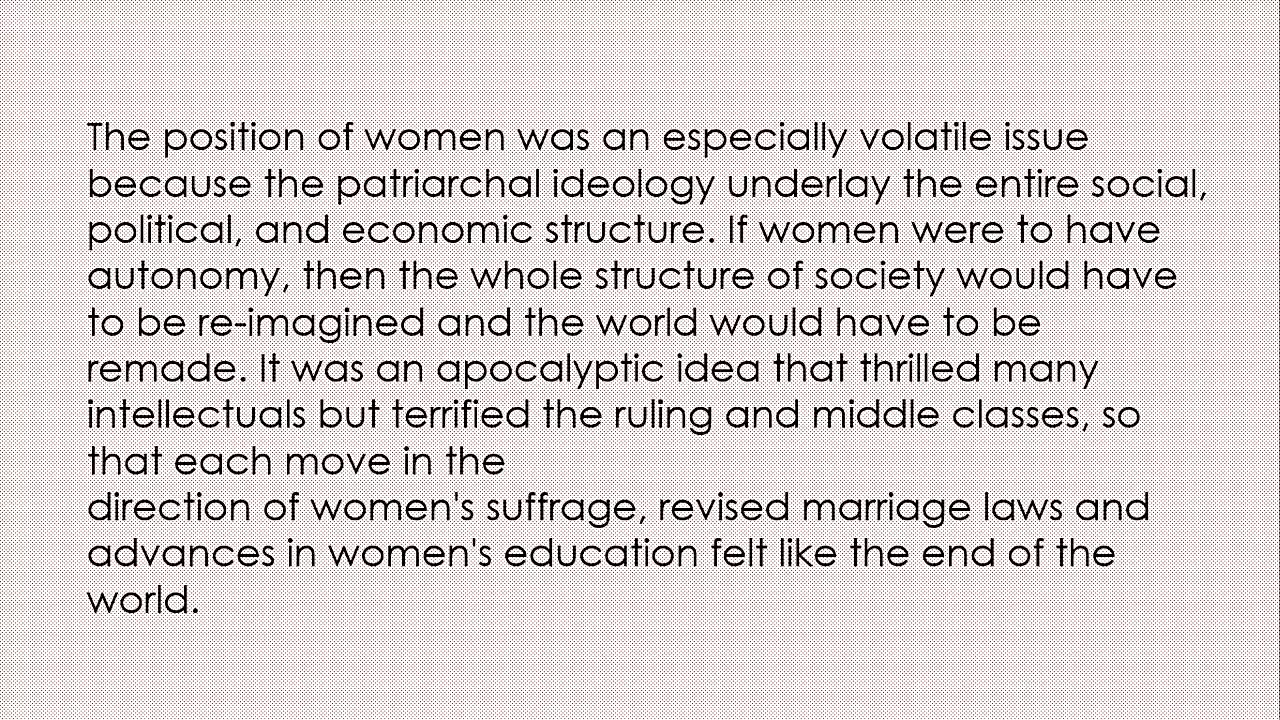 The position of women was an especially volatile issue
because the patriarchal ideology underlay the entire social,
political, and economic structure. If women were to have
autonomy, then the whole structure of society would have
to be re-imagined and the world would have to be
remade. It was an apocalyptic idea that thrilled many
intellectuals but terrified the ruling and middle classes, so
that each move in the
direction of women's suffrage, revised marriage laws and
advances in women's education felt like the end of the
world.